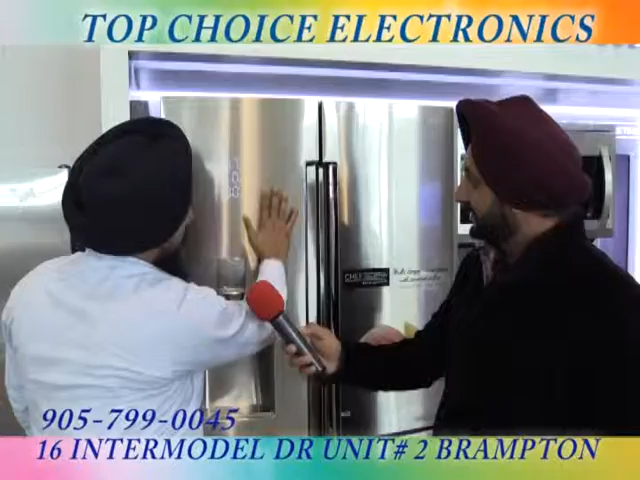 TOP CHOICE ELECTRONICS
905-799-0045
16 INTERMODEL DR UNIT# 2 BRAMPTON